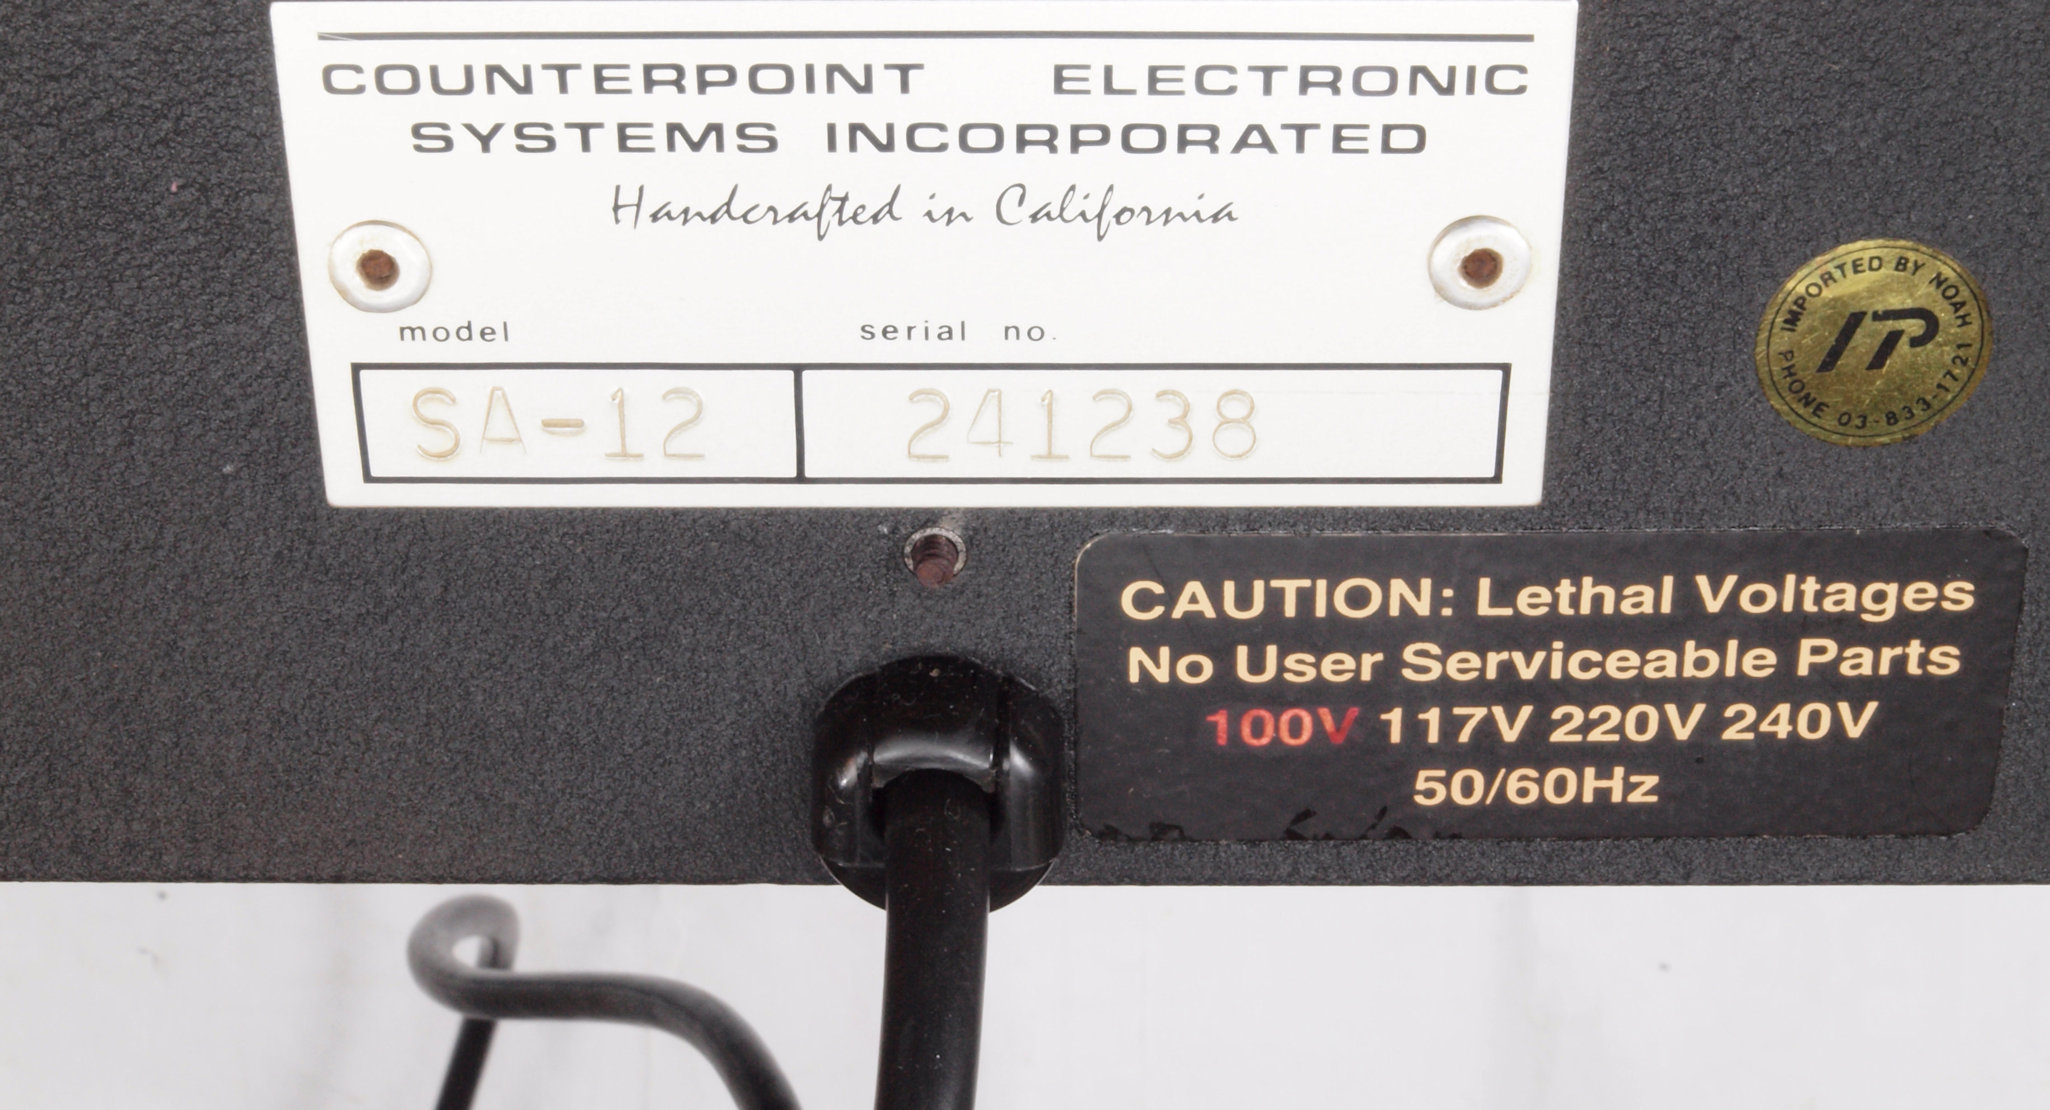 COUNTERPOINT ELECTRONIC
SYSTEMS INCORPORATED
Handcrafted in California
model serial no.
SA-12 241238
IMPORTED BY NOAH
IP
PHONE 03-833-1721
CAUTION: Lethal Voltages
No User Serviceable Parts
100V 117V 220V 240V
50/60Hz